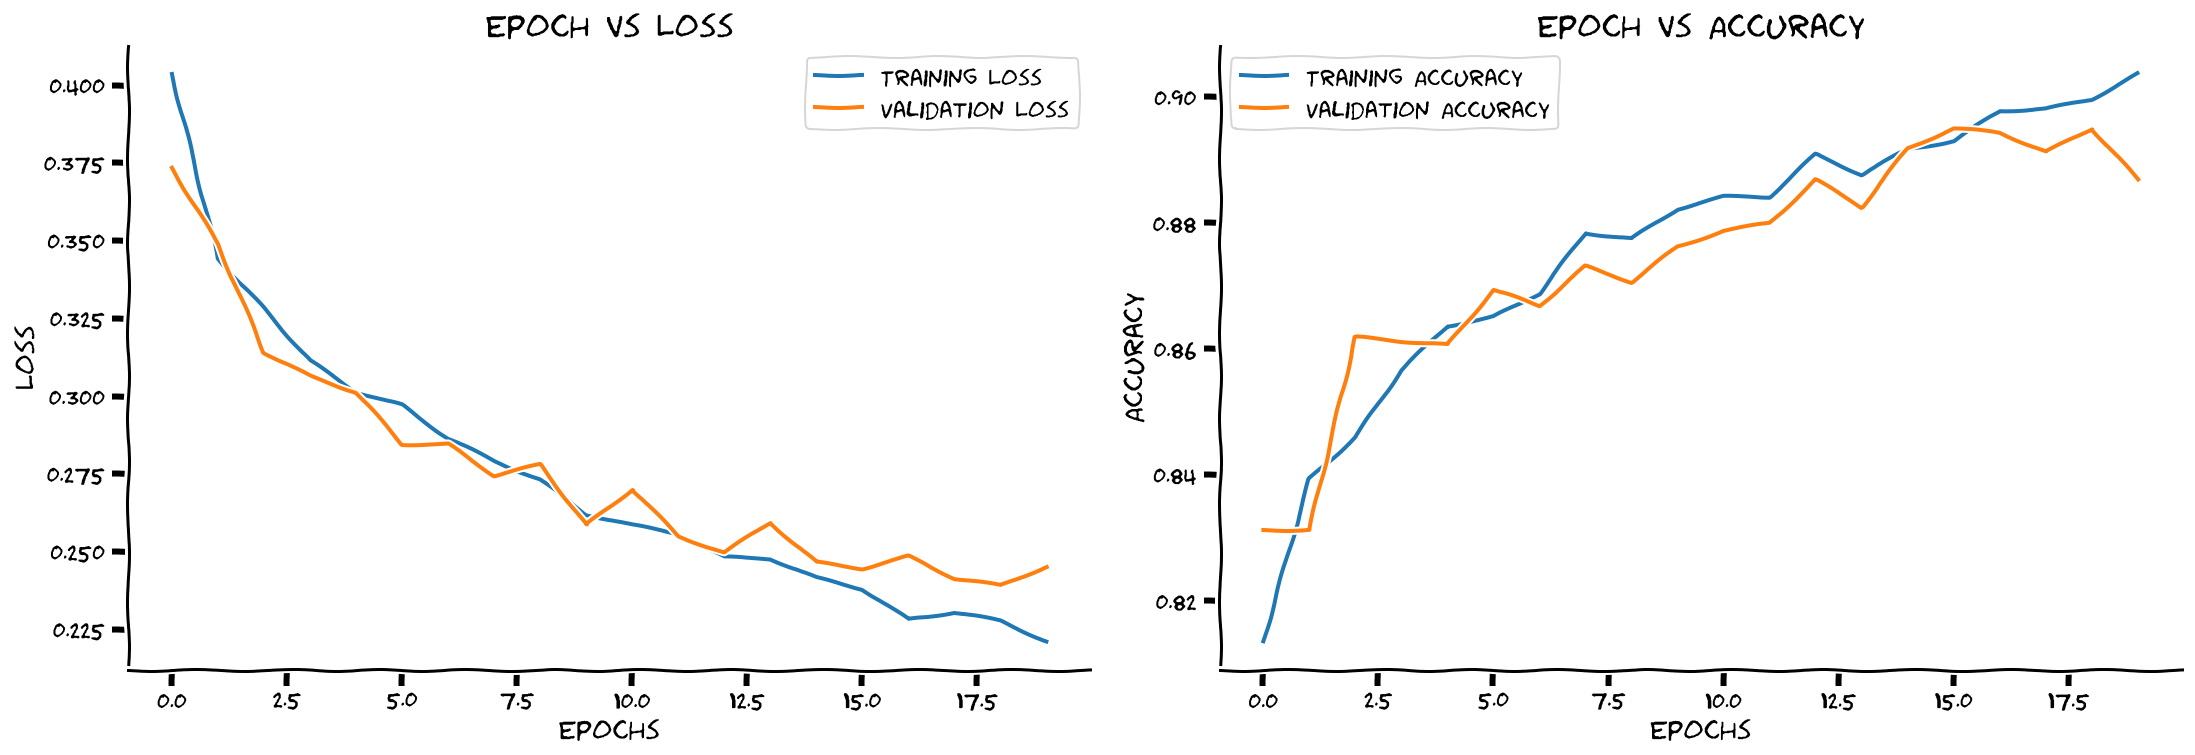 EPOCH VS LOSS
TRAINING LOSS
VALIDATION LOSS
LOSS
0.400
0.375
0.350
0.325
0.300
0.275
0.250
0.225
0.0 2.5 5.0 7.5 10.0 12.5 15.0 17.5
EPOCHS
EPOCH VS ACCURACY
TRAINING ACCURACY
VALIDATION ACCURACY
ACCURACY
0.90
0.88
0.86
0.84
0.82
0.0 2.5 5.0 7.5 10.0 12.5 15.0 17.5
EPOCHS